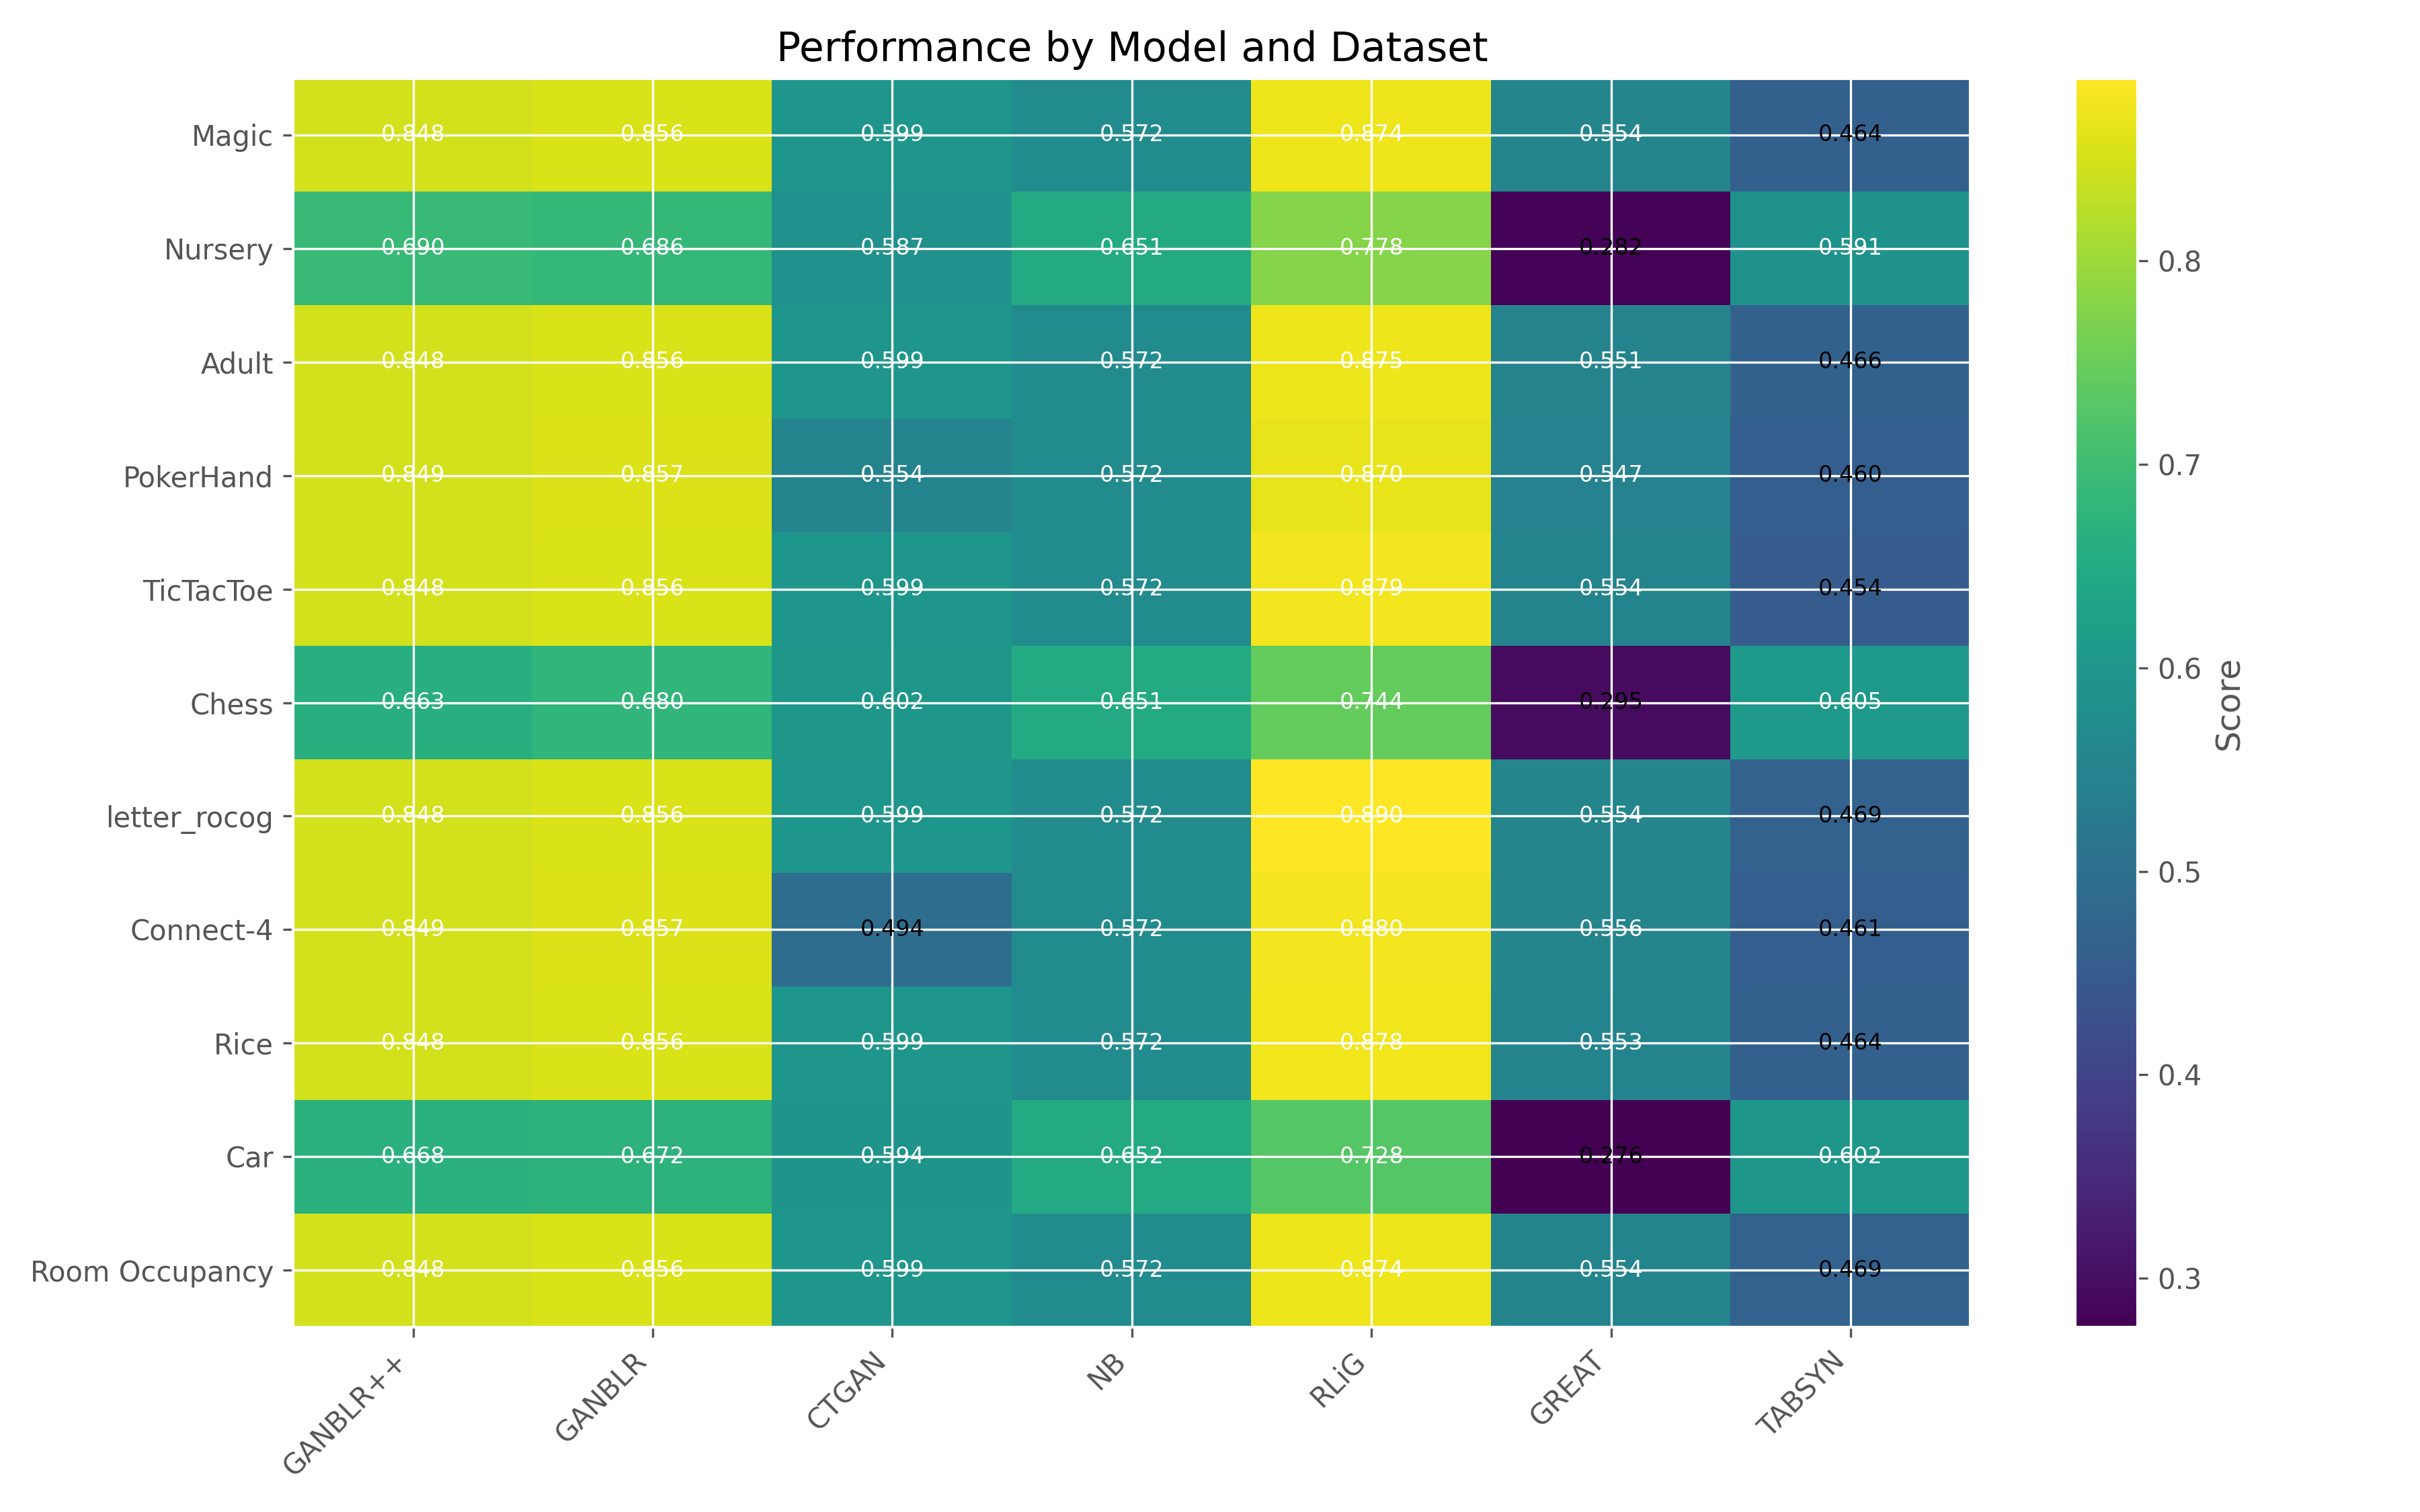 Performance by Model and Dataset
Magic 0.848 0.856 0.599 0.572 0.874 0.554 0.464
Nursery 0.690 0.686 0.587 0.651 0.778 0.282 0.591
Adult 0.848 0.856 0.599 0.572 0.875 0.551 0.466
PokerHand 0.849 0.857 0.554 0.572 0.870 0.547 0.460
TicTacToe 0.848 0.856 0.599 0.572 0.879 0.554 0.454
Chess 0.663 0.680 0.602 0.651 0.744 0.295 0.605
letter_rocog 0.848 0.856 0.599 0.572 0.890 0.554 0.469
Connect-4 0.849 0.857 0.494 0.572 0.880 0.556 0.461
Rice 0.848 0.856 0.599 0.572 0.878 0.553 0.464
Car 0.668 0.672 0.594 0.652 0.728 0.276 0.602
Room Occupancy 0.848 0.856 0.599 0.572 0.874 0.554 0.469
GANBLR++ GANBLR CTGAN NB RLiG GREAT TABSYN
0.8
0.7
0.6
0.5
0.4
0.3
Score